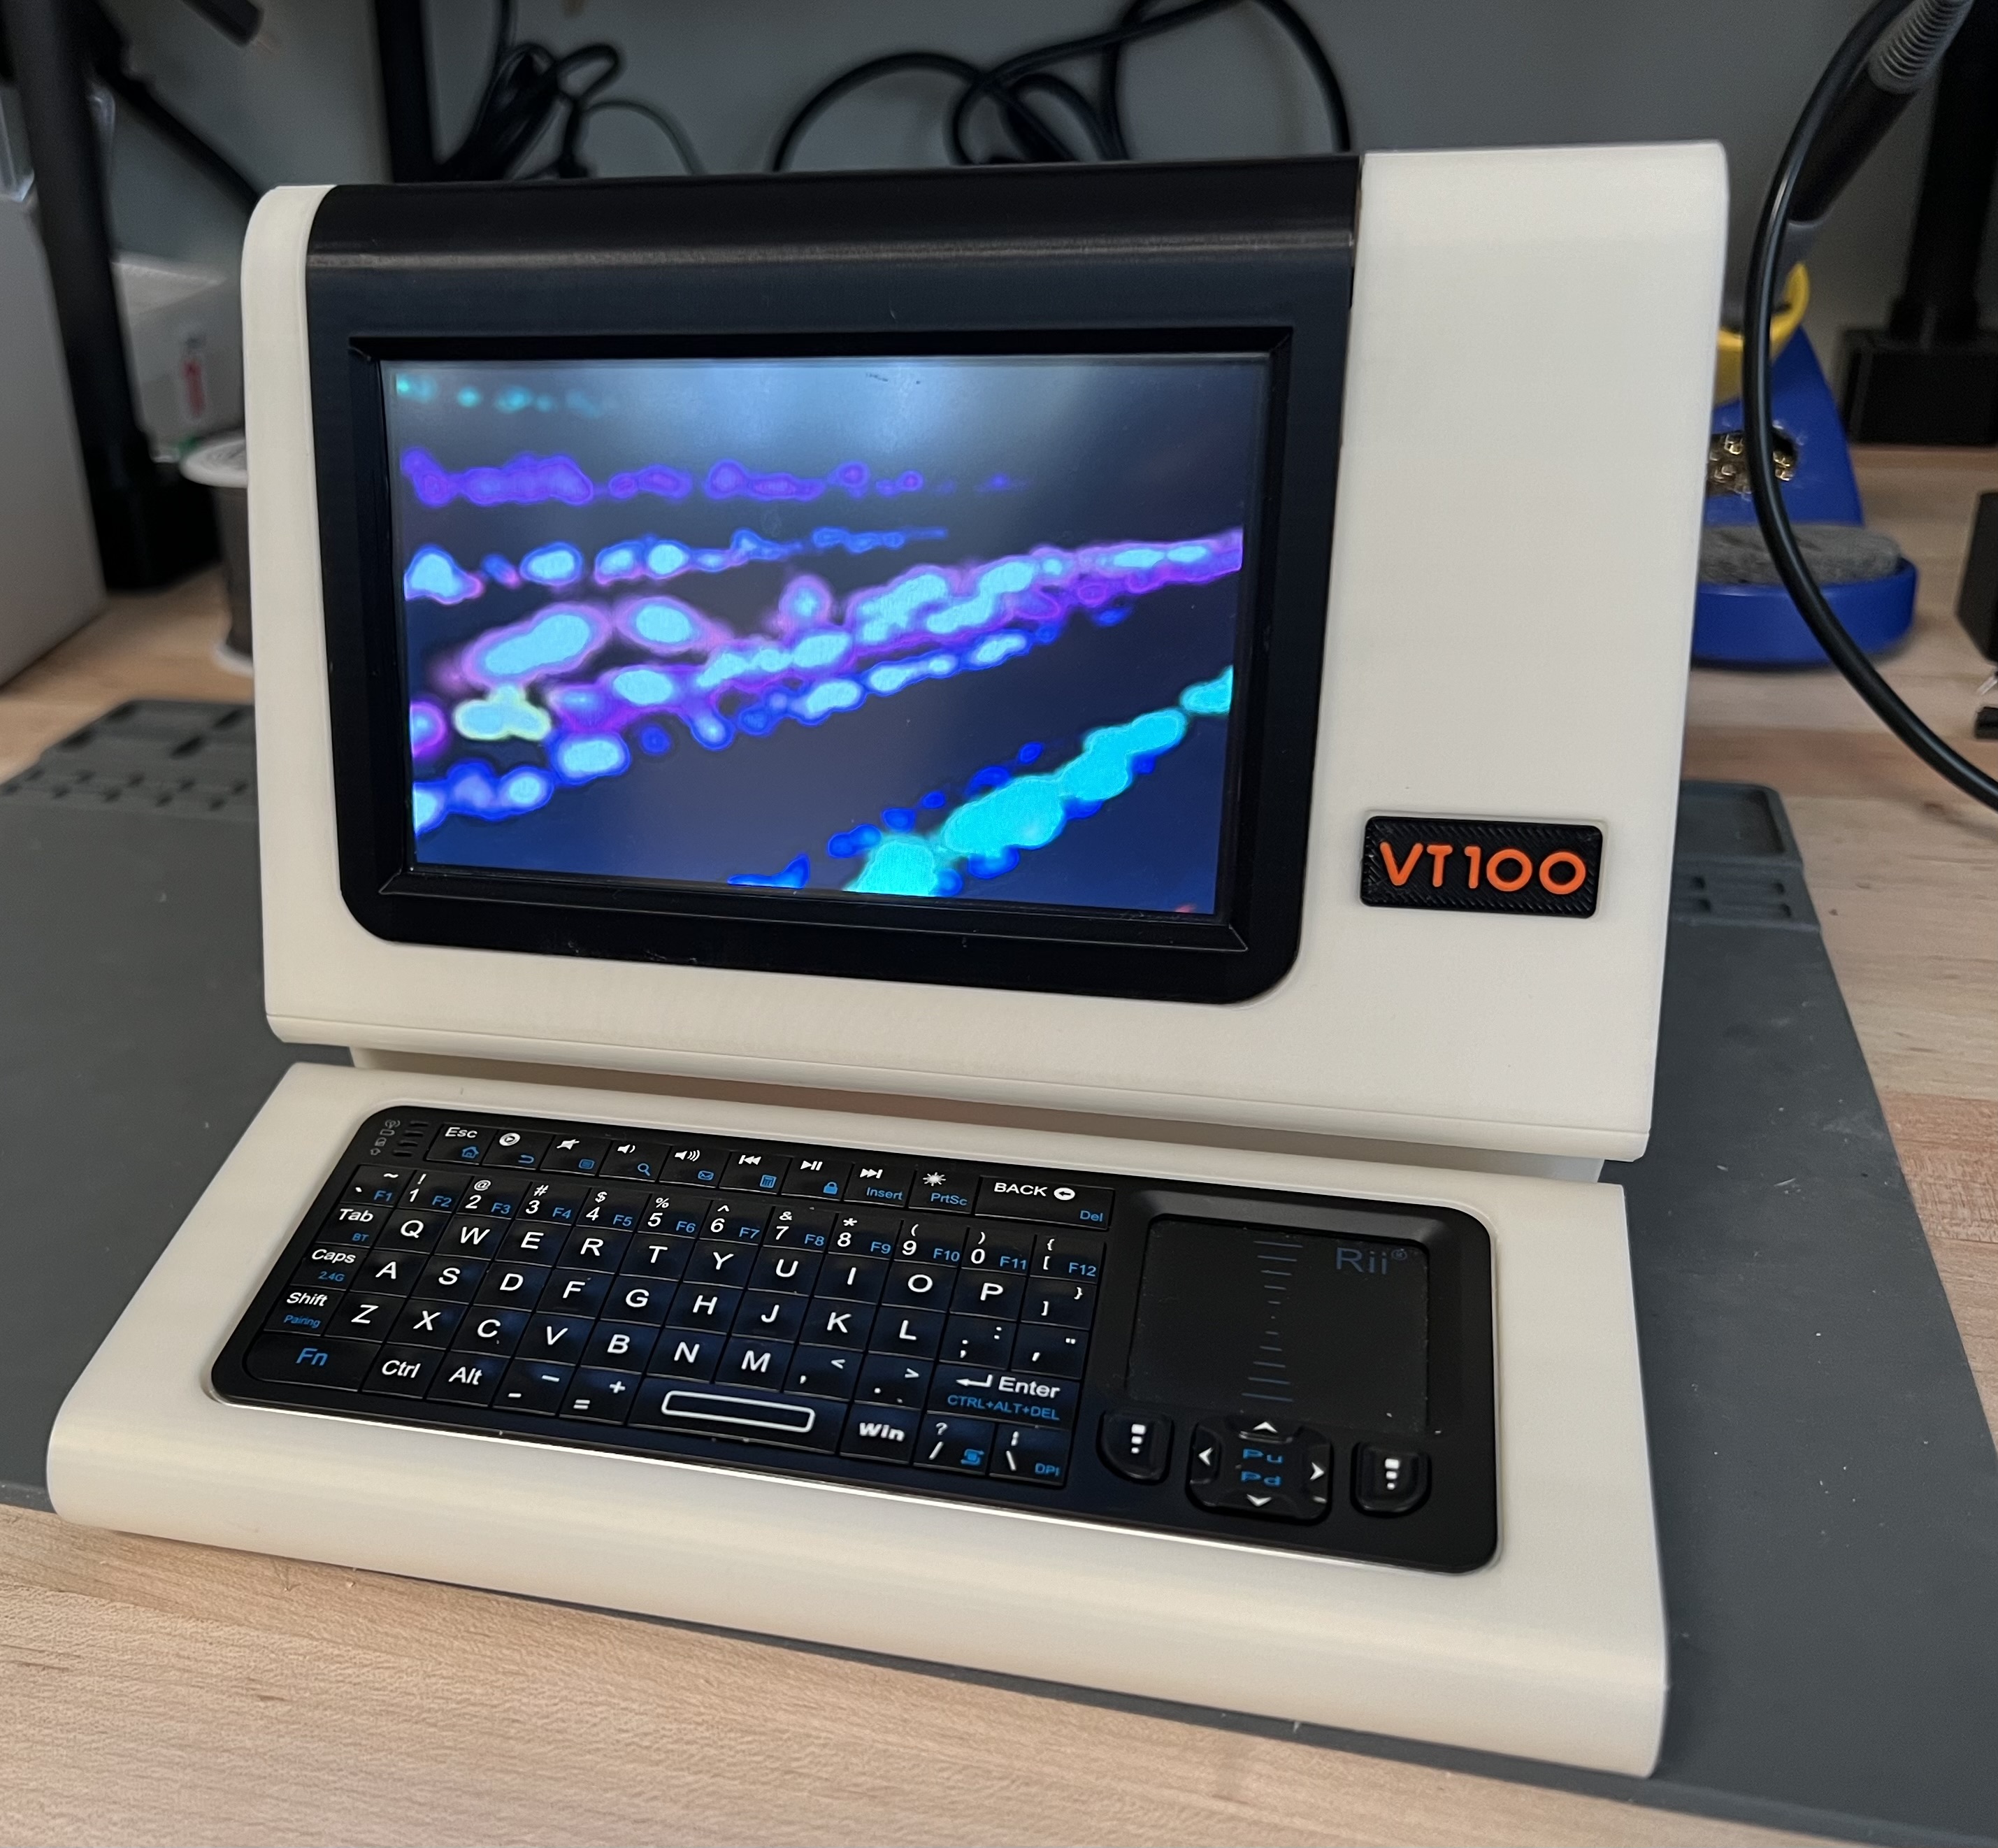 VT100
Esc
Insert PrtSc BACK Del
~ ` F1 ! 1 F2 @ 2 F3 # 3 F4 $ 4 F5 % 5 F6 ^ 6 F7 & 7 F8 * 8 F9 ( 9 F10 ) 0 F11 { [ F12
Tab BT Q W E R T Y U I O P } ]
Caps 2.4G A S D F G H J K L : ; " '
Shift Pairing Z X C V B N M < , > . Enter CTRL+ALT+DEL
Fn Ctrl Alt — - + = Win ? / | \ DPI
Rii®
Pu
Pd